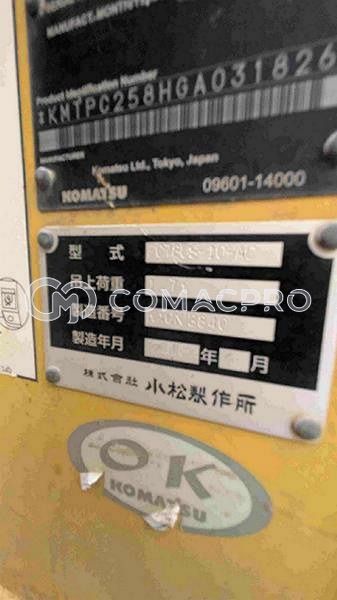 Product Identification Number
*KMTPC258HGA031826
MANUFACTURER
Komatsu Ltd., Tokyo, Japan
KOMATSU
09601-14000
型 式
吊上荷重
COMACPRO
製造番号
製造年月 年 月
株式會社 小松製作所
OK
KOMATSU